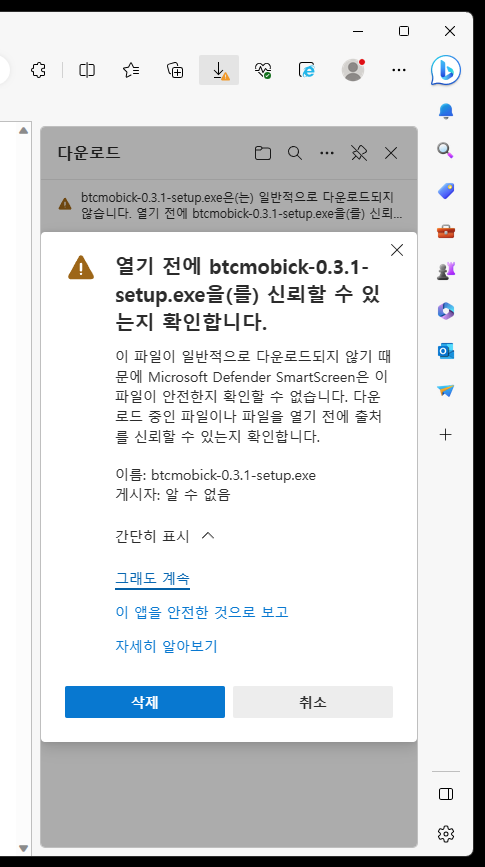 다운로드
btcmobick-0.3.1-setup.exe은(는) 일반적으로 다운로드되지
않습니다. 열기 전에 btcmobick-0.3.1-setup.exe을(를) 신뢰...
열기 전에 btcmobick-0.3.1-
setup.exe을(를) 신뢰할 수 있
는지 확인합니다.
이 파일이 일반적으로 다운로드되지 않기 때
문에 Microsoft Defender SmartScreen은 이
파일이 안전한지 확인할 수 없습니다. 다운
로드 중인 파일이나 파일을 열기 전에 출처
를 신뢰할 수 있는지 확인합니다.
이름: btcmobick-0.3.1-setup.exe
게시자: 알 수 없음
간단히 표시
그래도 계속
이 앱을 안전한 것으로 보고
자세히 알아보기
삭제
취소